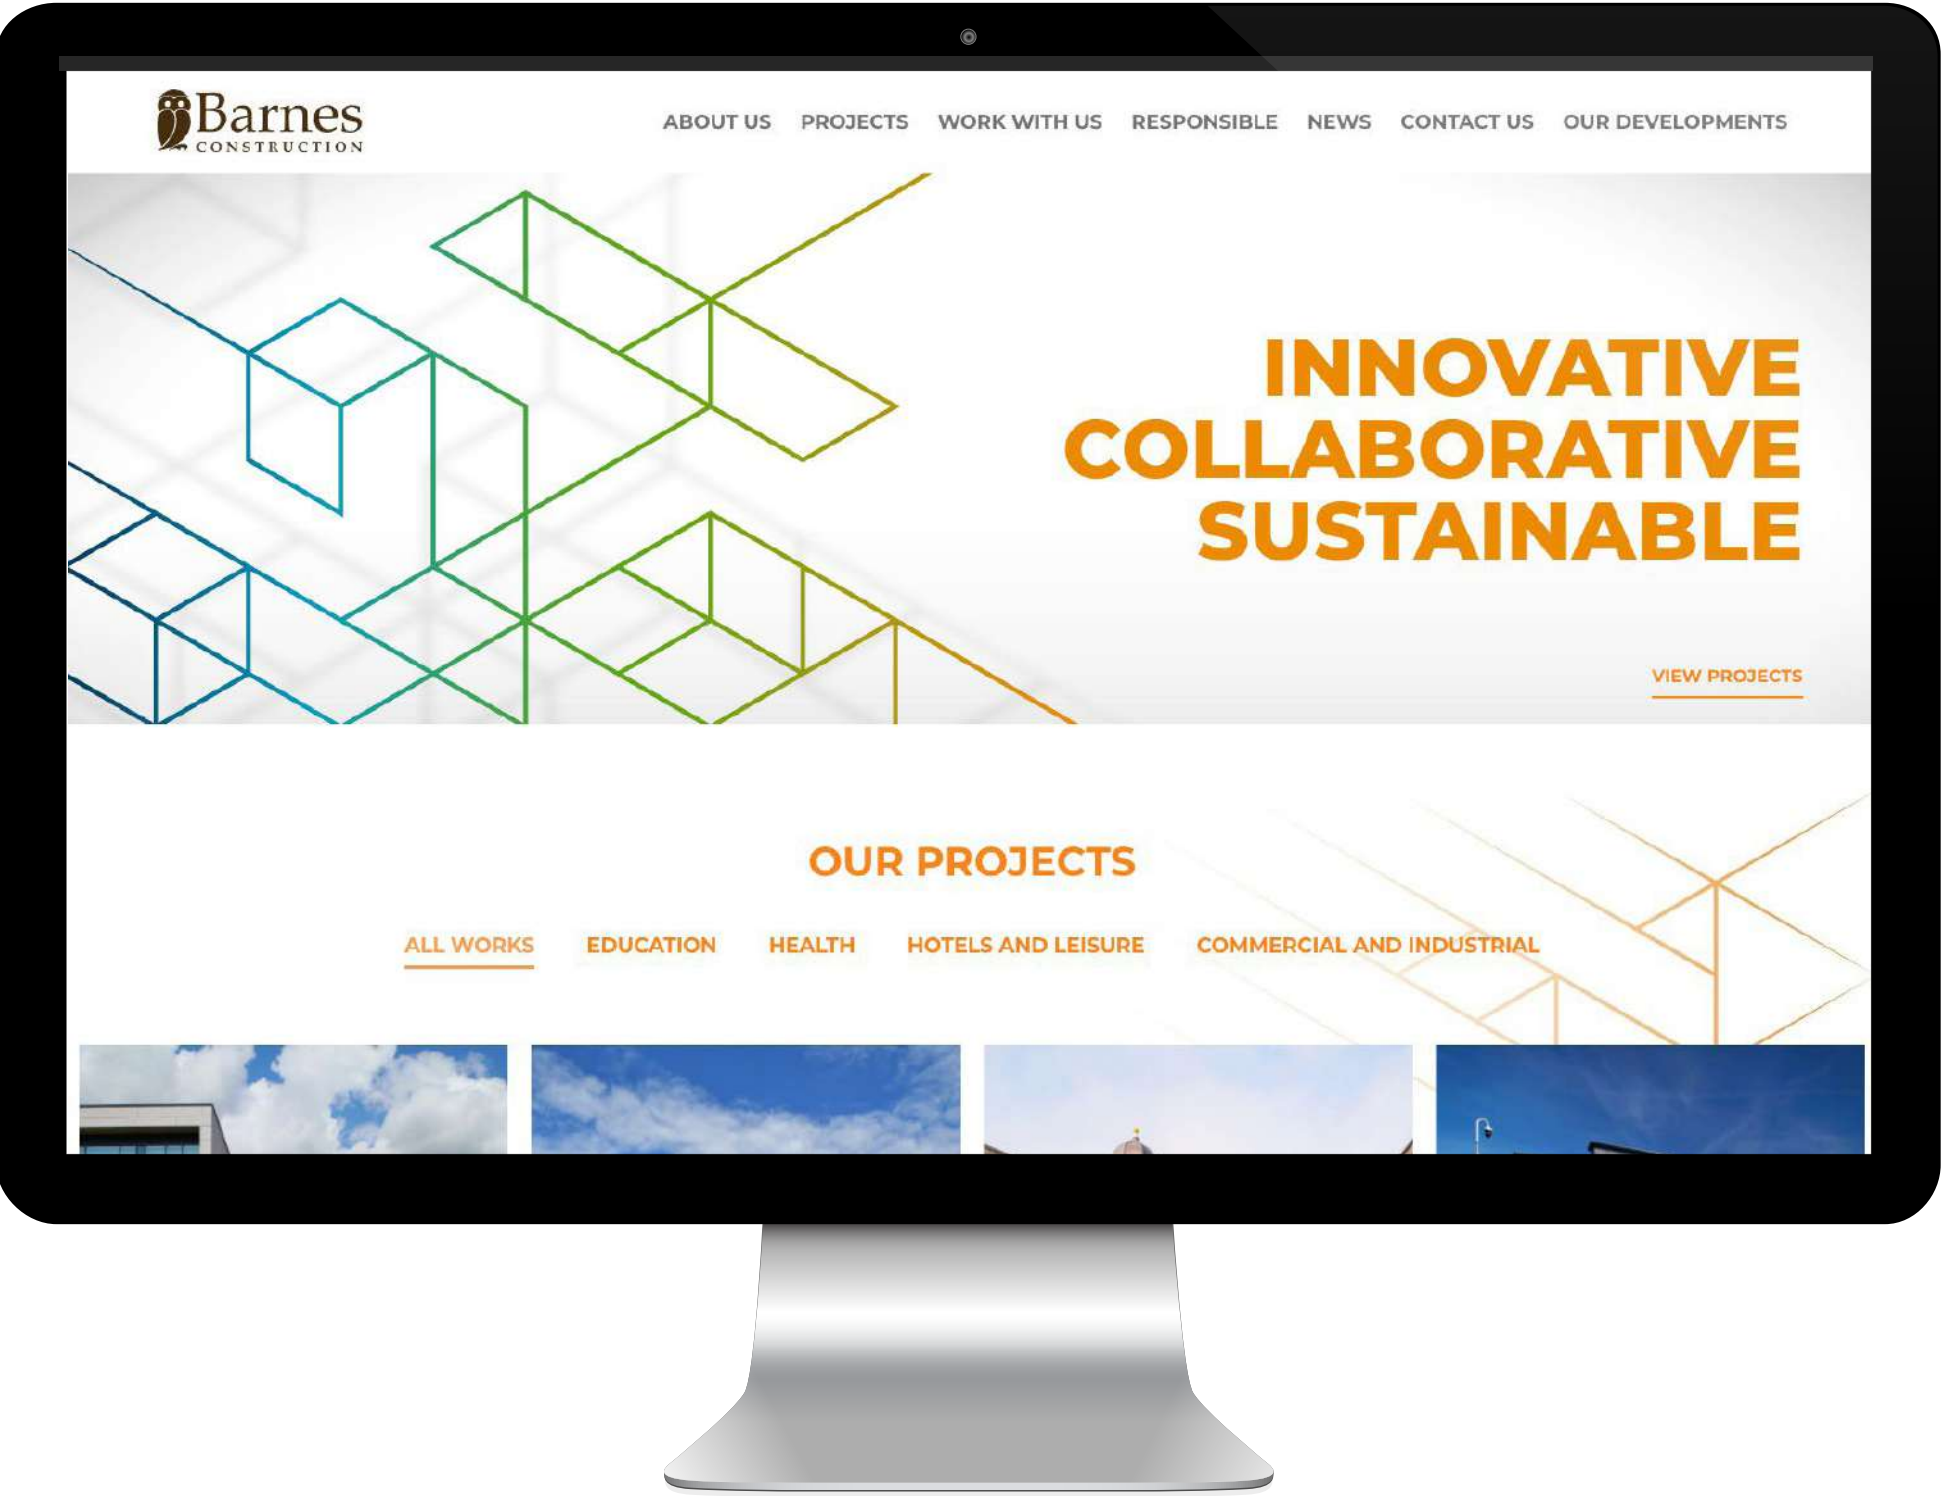 Barnes
CONSTRUCTION
ABOUT US PROJECTS WORK WITH US RESPONSIBLE NEWS CONTACT US OUR DEVELOPMENTS
INNOVATIVE
COLLABORATIVE
SUSTAINABLE
VIEW PROJECTS
OUR PROJECTS
ALL WORKS EDUCATION HEALTH HOTELS AND LEISURE COMMERCIAL AND INDUSTRIAL